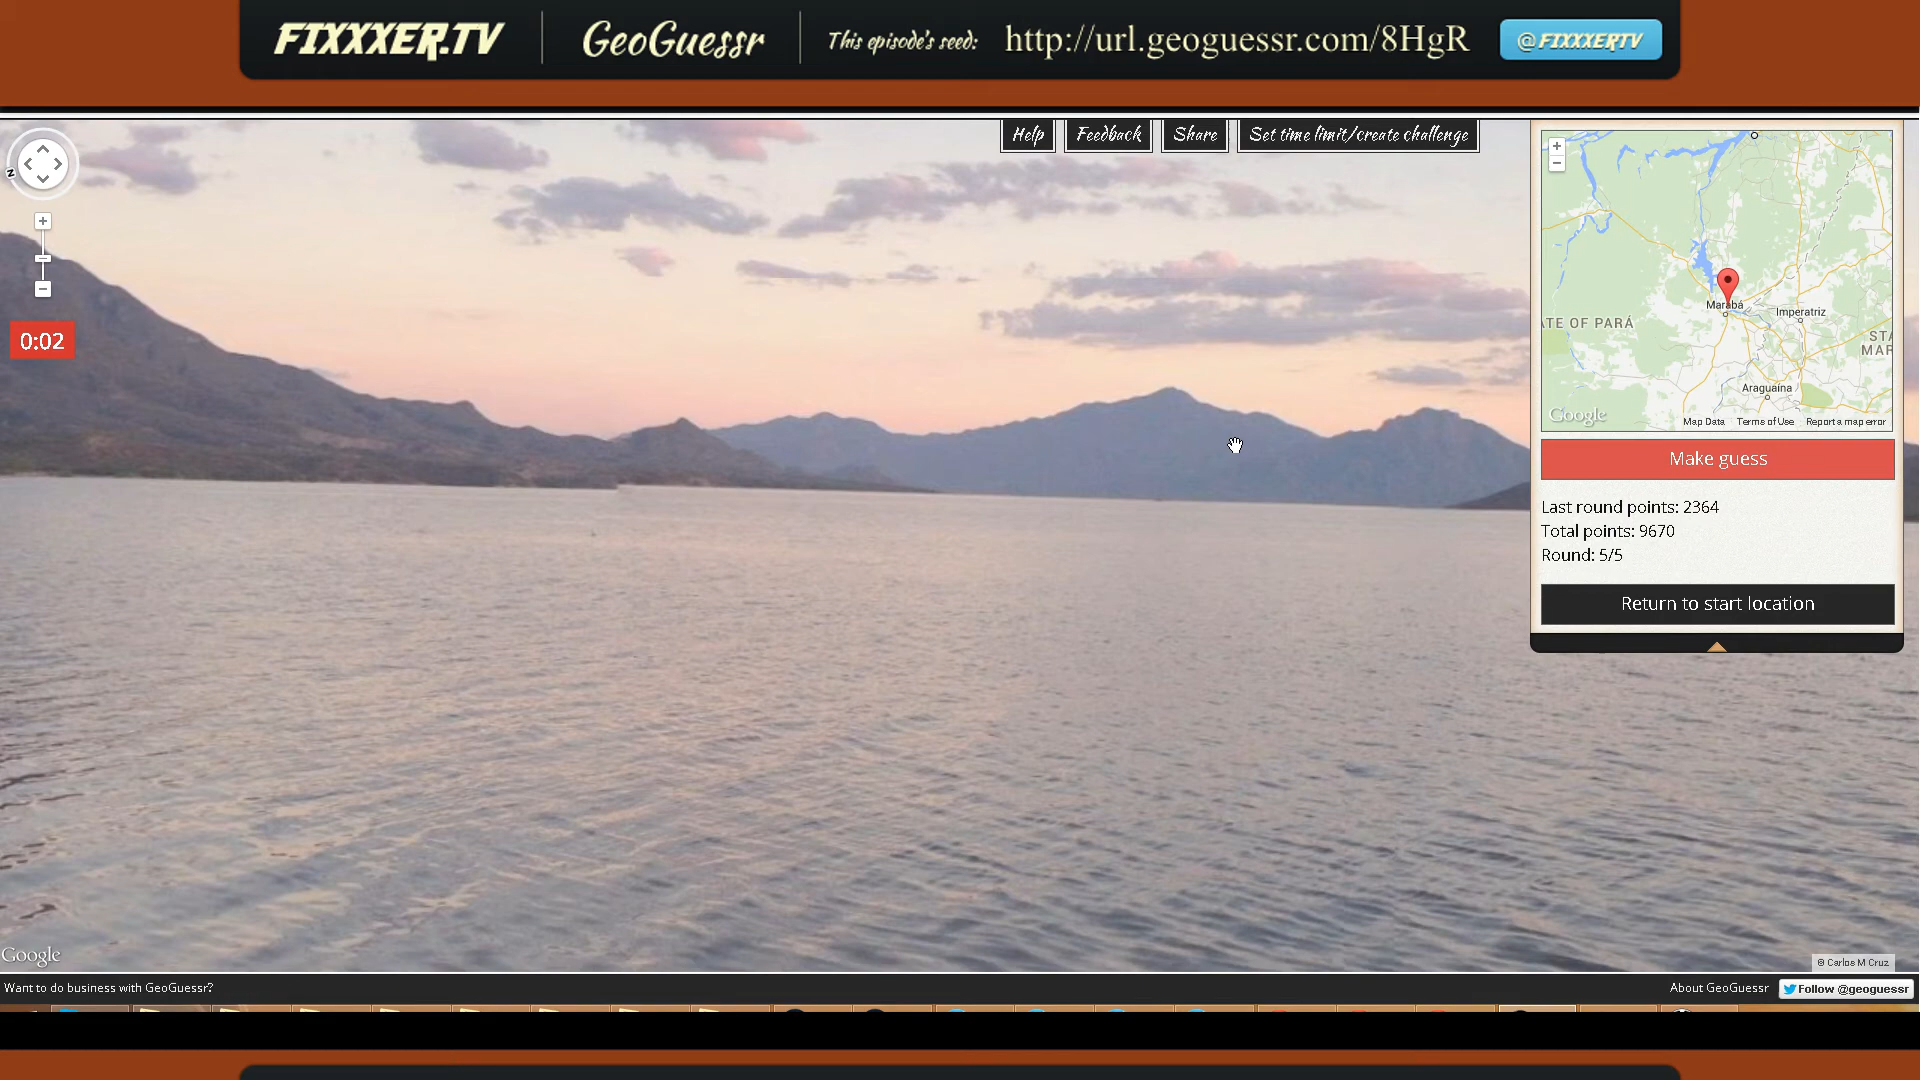 FIXXXER.TV
GeoGuessr
This episode's seed:
http://url.geoguessr.com/8HgR
@FIXXXERTV
Help
Feedback
Share
Set time limit/create challenge
N
+
−
0:02
+
−
Marabá
Imperatriz
ATE OF PARÁ
STA
MAR
Araguaína
Google
Map Data
Terms of Use
Report a map error
Make guess
Last round points: 2364
Total points: 9670
Round: 5/5
Return to start location
Google
© Carlos M Cruz
Want to do business with GeoGuessr?
About GeoGuessr
Follow @geoguessr